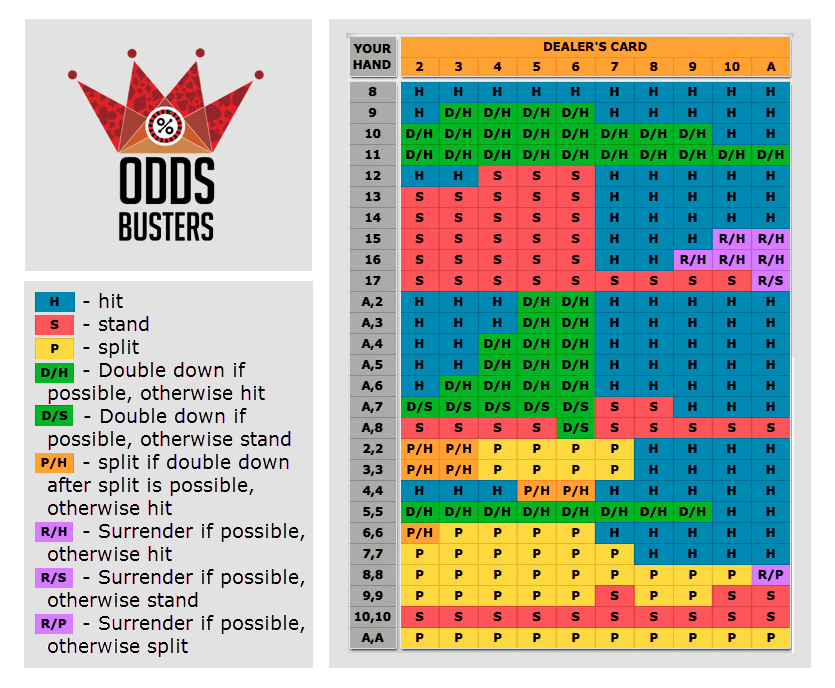 %
ODDS
BUSTERS
H - hit
S - stand
P - split
D/H - Double down if
possible, otherwise hit
D/S - Double down if
possible, otherwise stand
P/H - split if double down
after split is possible,
otherwise hit
R/H - Surrender if possible,
otherwise hit
R/S - Surrender if possible,
otherwise stand
R/P - Surrender if possible,
otherwise split
YOUR HAND DEALER'S CARD
2 3 4 5 6 7 8 9 10 A
8 H H H H H H H H H H
9 H D/H D/H D/H D/H H H H H H
10 D/H D/H D/H D/H D/H D/H D/H D/H H H
11 D/H D/H D/H D/H D/H D/H D/H D/H D/H D/H
12 H H S S S H H H H H
13 S S S S S H H H H H
14 S S S S S H H H H H
15 S S S S S H H H R/H R/H
16 S S S S S H H R/H R/H R/H
17 S S S S S S S S S R/S
A,2 H H H D/H D/H H H H H H
A,3 H H H D/H D/H H H H H H
A,4 H H D/H D/H D/H H H H H H
A,5 H H D/H D/H D/H H H H H H
A,6 H D/H D/H D/H D/H H H H H H
A,7 D/S D/S D/S D/S D/S S S H H H
A,8 S S S S D/S S S S S S
2,2 P/H P/H P P P P H H H H
3,3 P/H P/H P P P P H H H H
4,4 H H H P/H P/H H H H H H
5,5 D/H D/H D/H D/H D/H D/H D/H D/H H H
6,6 P/H P P P P H H H H H
7,7 P P P P P P H H H H
8,8 P P P P P P P P P R/P
9,9 P P P P P S P P S S
10,10 S S S S S S S S S S
A,A P P P P P P P P P P